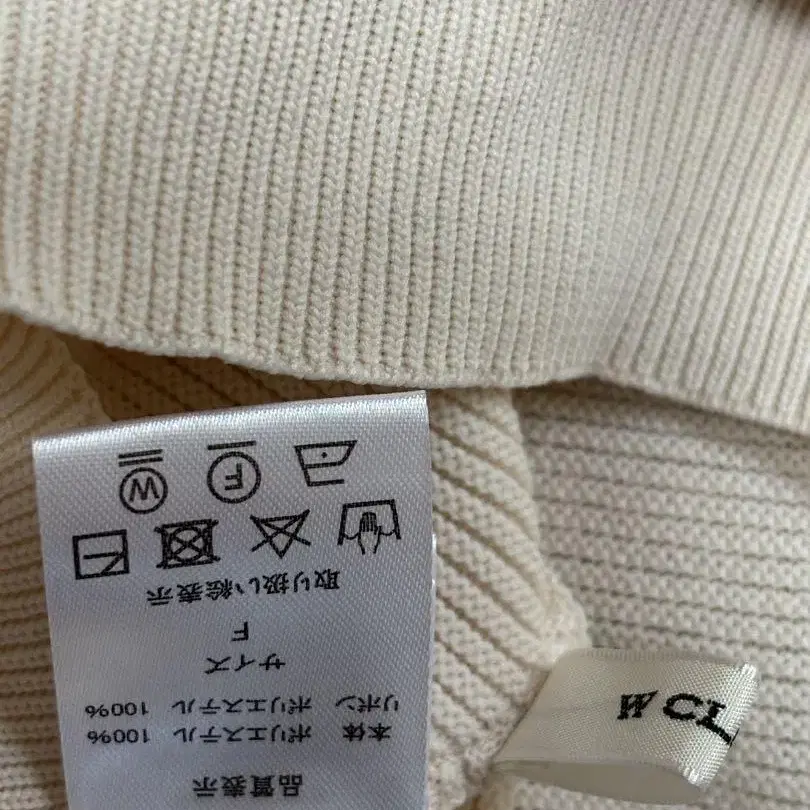 品質表示
本体 ポリエステル 100%
リボン ポリエステル 100%
サイズ
F
取り扱い絵表示
F
W
W CL